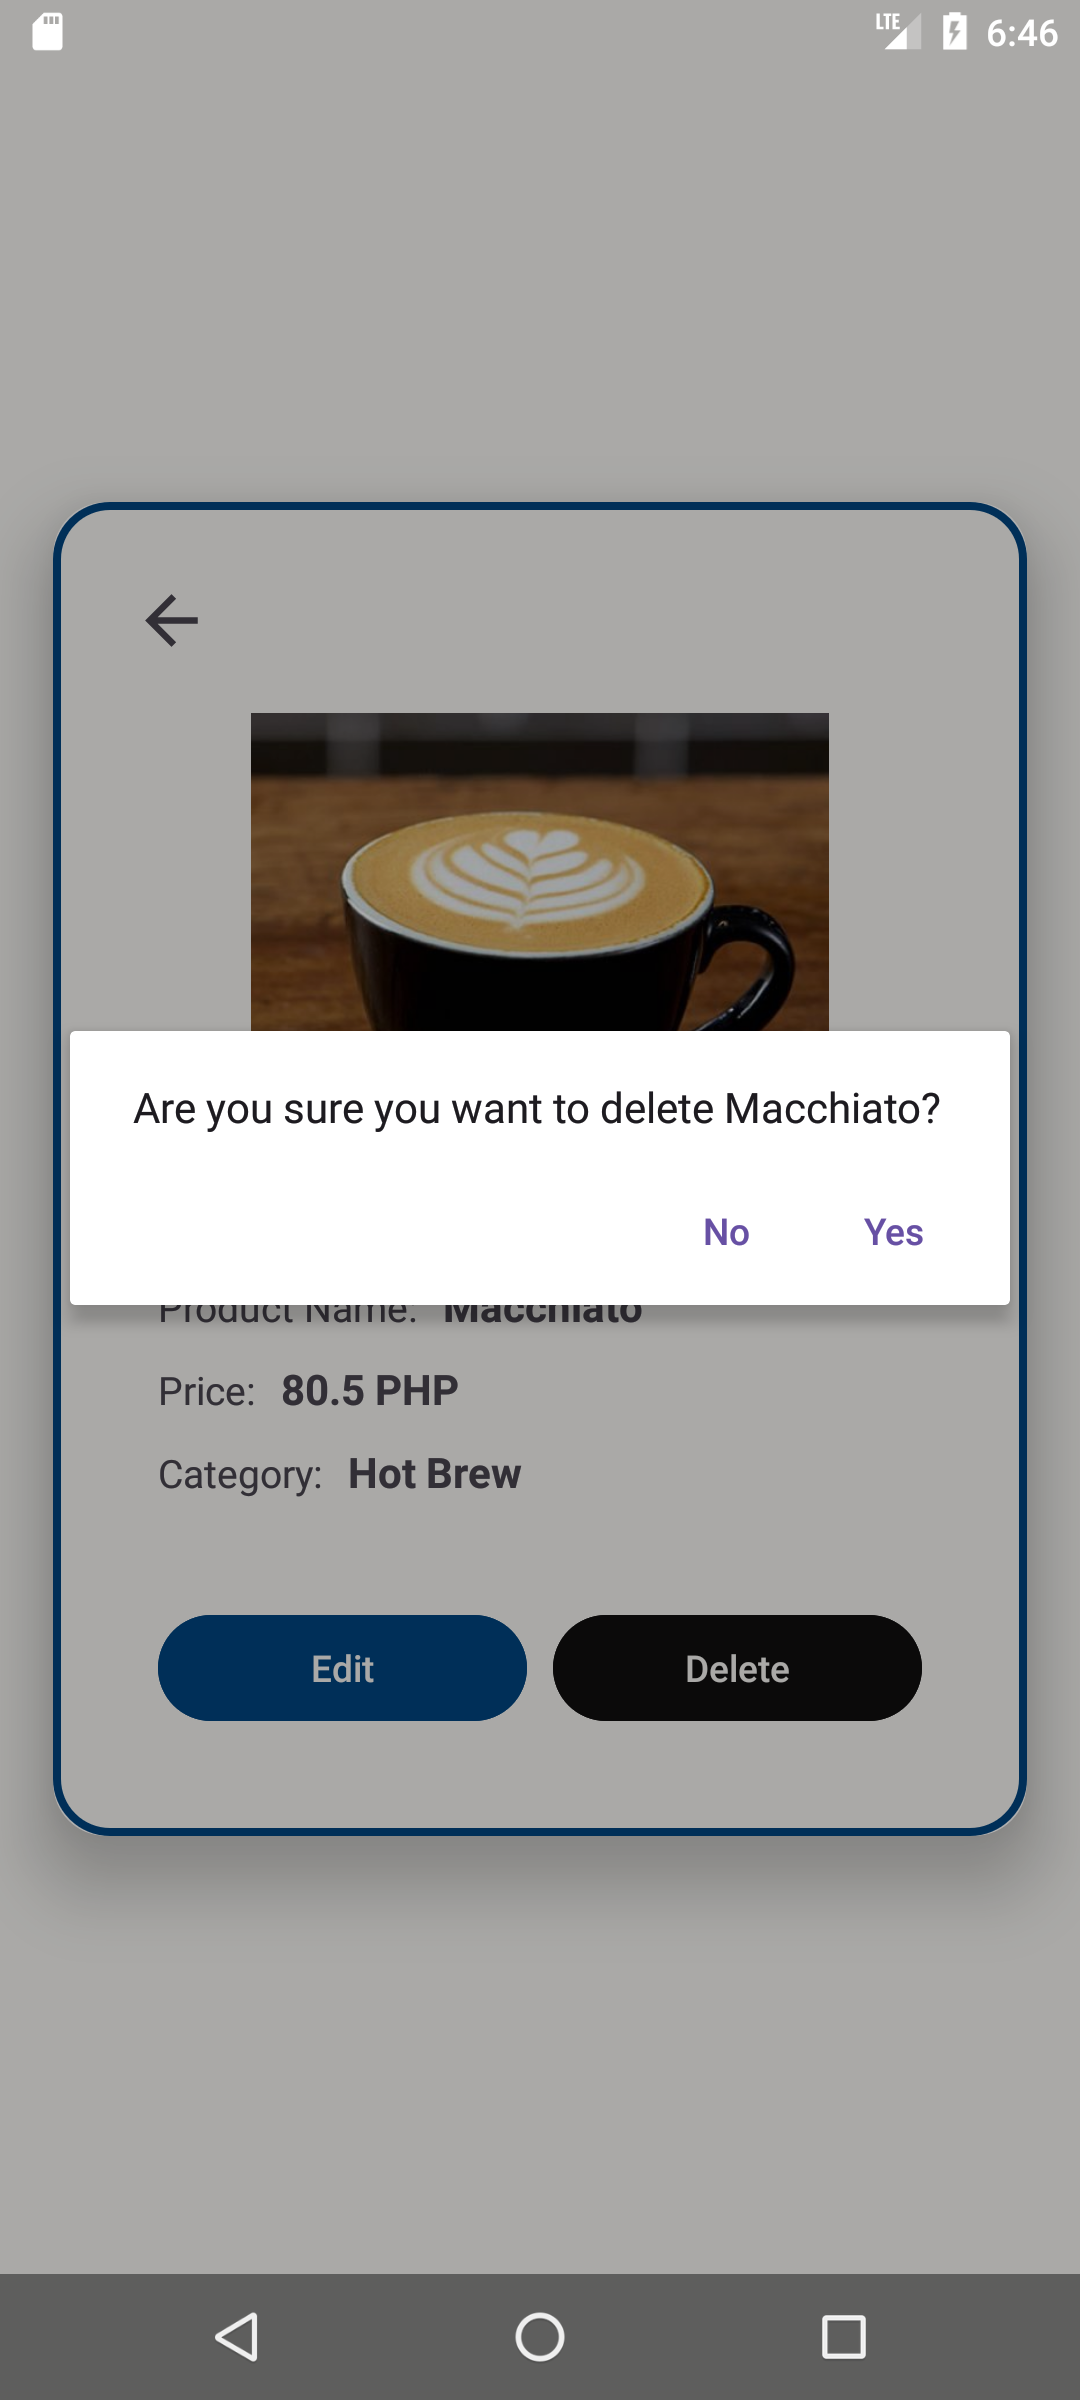 LTE 6:46
Are you sure you want to delete Macchiato?
No Yes
Product Name: Macchiato
Price: 80.5 PHP
Category: Hot Brew
Edit Delete